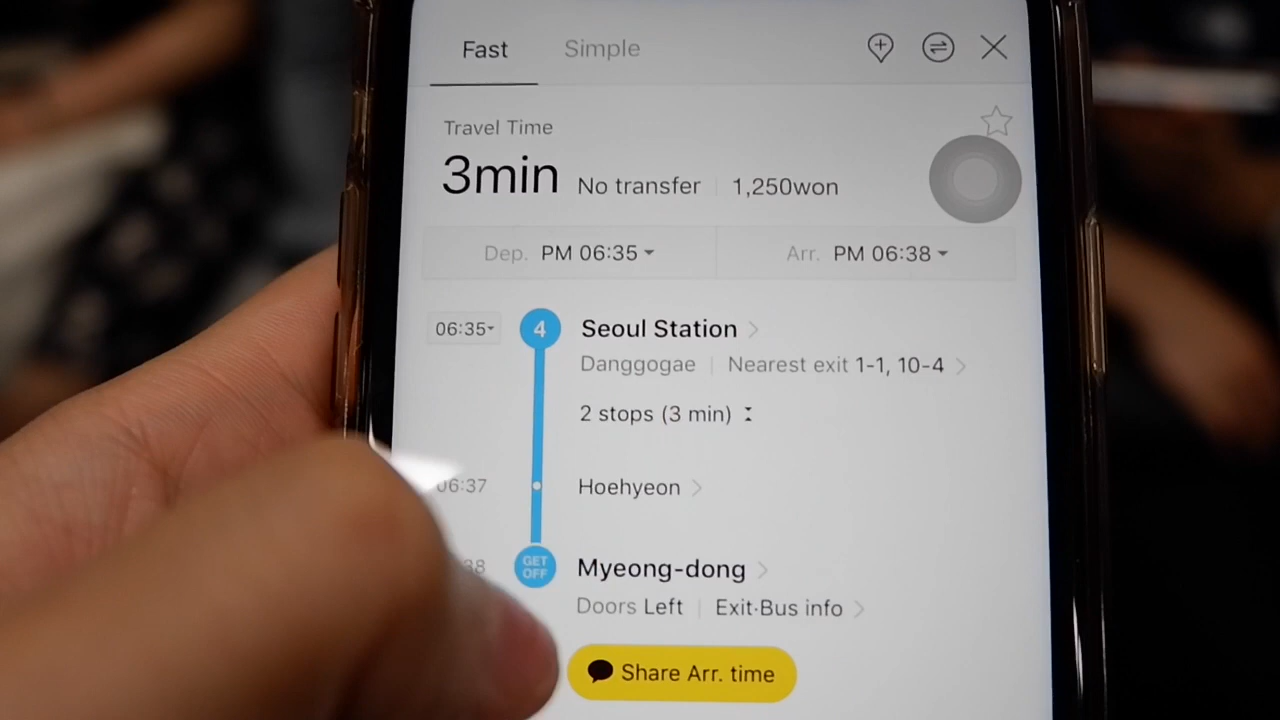 Fast Simple
Travel Time
3min No transfer 1,250won
Dep. PM 06:35 Arr. PM 06:38
06:35 4 Seoul Station
Danggogae Nearest exit 1-1, 10-4
2 stops (3 min)
06:37 Hoehyeon
38 GET OFF Myeong-dong
Doors Left Exit·Bus info
Share Arr. time